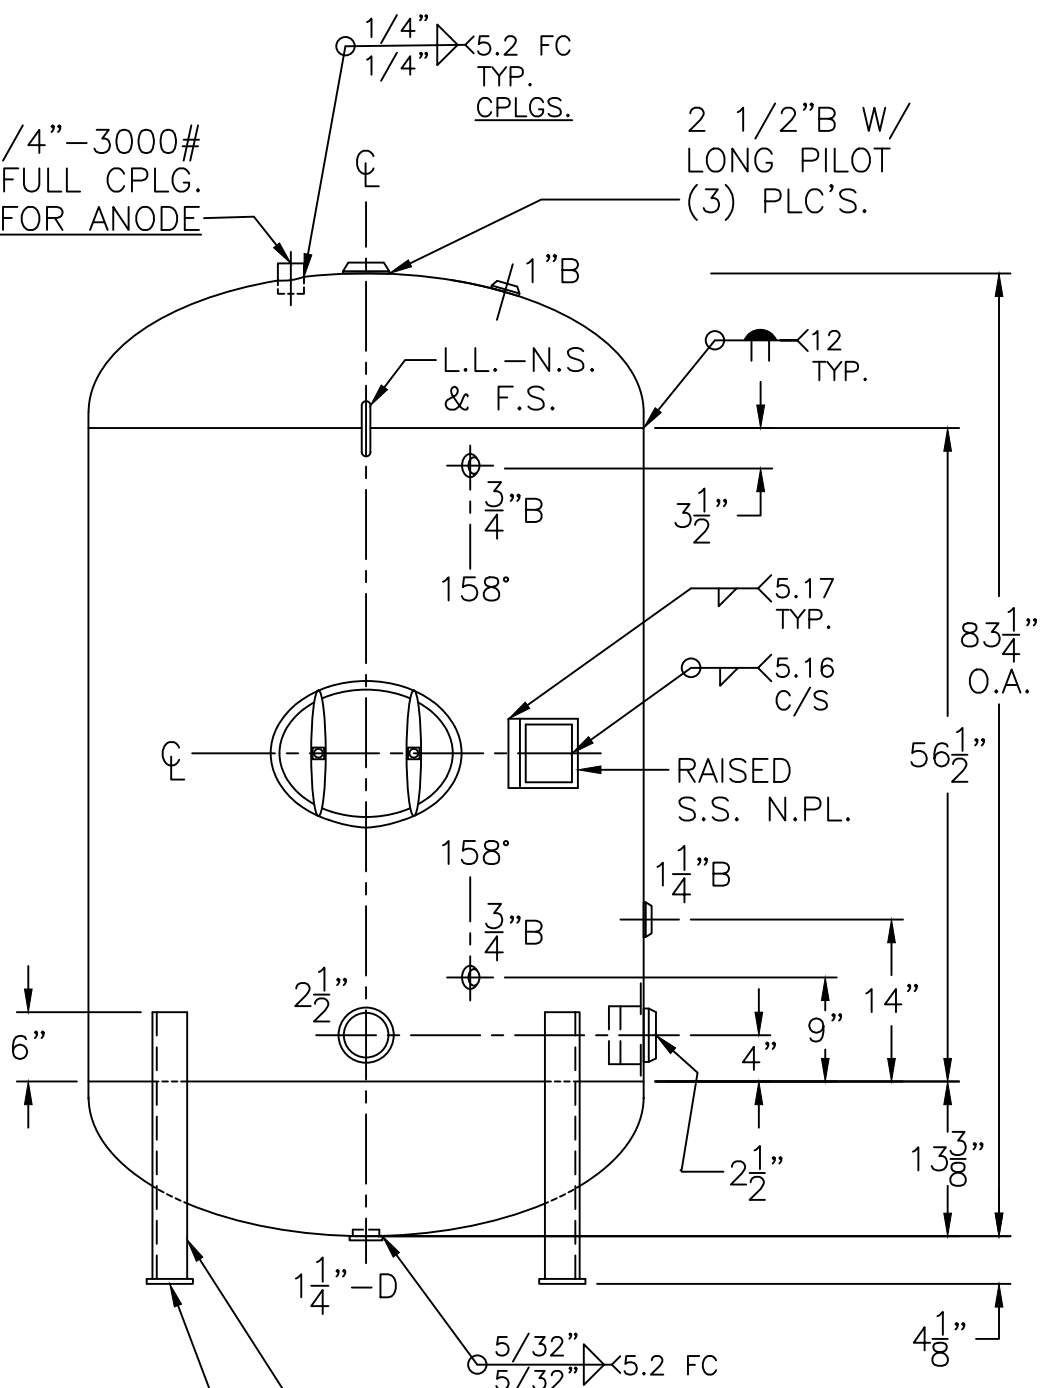 1/4"
1/4"
5.2 FC
TYP.
CPLGS.
/4"-3000#
FULL CPLG.
FOR ANODE
℄
2 1/2"B W/
LONG PILOT
(3) PLC'S.
1"B
L.L.-N.S.
& F.S.
12
TYP.
3/4"B
3 1/2"
158°
5.17
TYP.
83 1/4"
O.A.
5.16
C/S
℄
56 1/2"
RAISED
S.S. N.PL.
158°
1 1/4"B
3/4"B
2 1/2"
14"
9"
6"
4"
13 3/8"
2 1/2"
1 1/4"-D
4 1/8"
5/32"
5/32"
5.2 FC